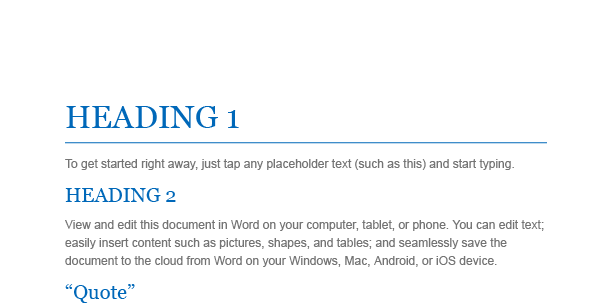 HEADING 1
To get started right away, just tap any placeholder text (such as this) and start typing.
HEADING 2
View and edit this document in Word on your computer, tablet, or phone. You can edit text;
easily insert content such as pictures, shapes, and tables; and seamlessly save the
document to the cloud from Word on your Windows, Mac, Android, or iOS device.
“Quote”